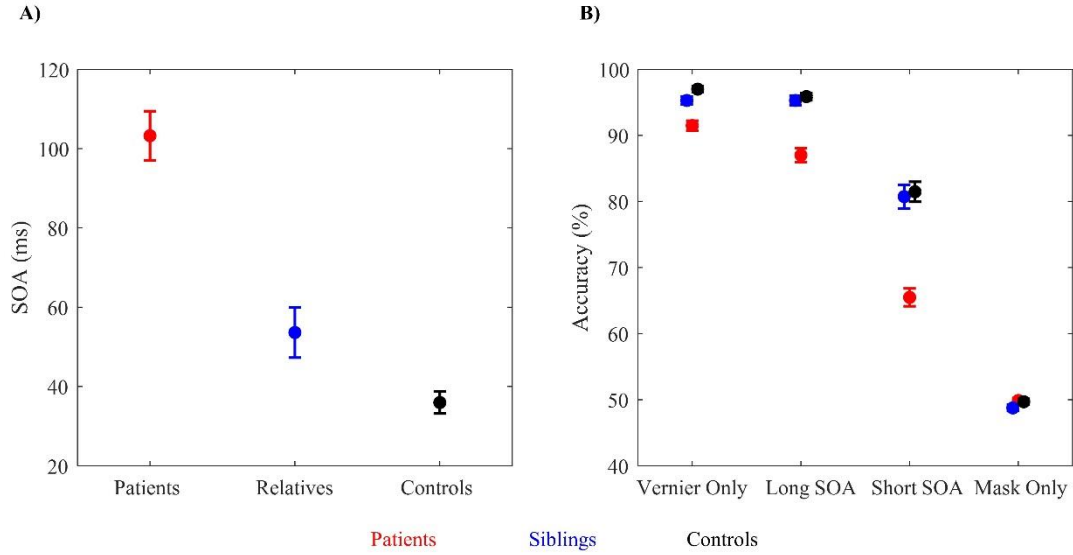 A)
B)
120
100
80
60
40
20
SOA (ms)
Patients Relatives Controls
100
90
80
70
60
50
40
Accuracy (%)
Vernier Only Long SOA Short SOA Mask Only
Patients Siblings Controls